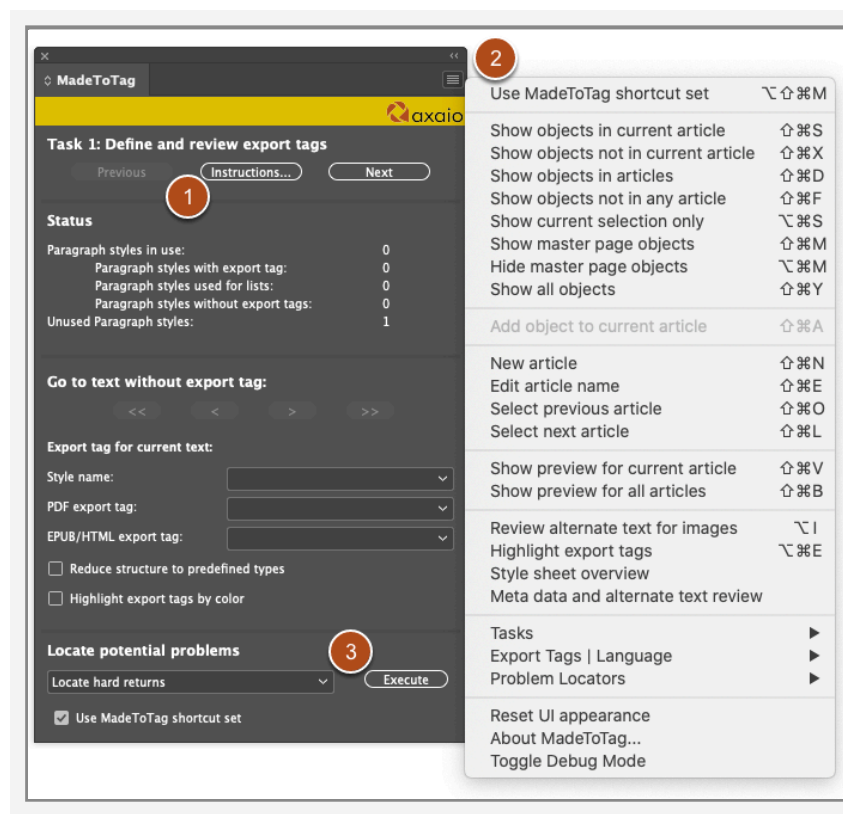 MadeToTag
axaio
Task 1: Define and review export tags
Previous Instructions... Next
1
Status
Paragraph styles in use: 0
Paragraph styles with export tag: 0
Paragraph styles used for lists: 0
Paragraph styles without export tags: 0
Unused Paragraph styles: 1
Go to text without export tag:
<< < > >>
Export tag for current text:
Style name:
PDF export tag:
EPUB/HTML export tag:
Reduce structure to predefined types
Highlight export tags by color
Locate potential problems
3
Locate hard returns Execute
Use MadeToTag shortcut set
2
Use MadeToTag shortcut set ⌥⇧⌘M
Show objects in current article ⇧⌘S
Show objects not in current article ⇧⌘X
Show objects in articles ⇧⌘D
Show objects not in any article ⇧⌘F
Show current selection only ⌥⌘S
Show master page objects ⇧⌘M
Hide master page objects ⌥⌘M
Show all objects ⇧⌘Y
Add object to current article ⇧⌘A
New article ⇧⌘N
Edit article name ⇧⌘E
Select previous article ⇧⌘O
Select next article ⇧⌘L
Show preview for current article ⇧⌘V
Show preview for all articles ⇧⌘B
Review alternate text for images ⌥I
Highlight export tags ⌥⌘E
Style sheet overview
Meta data and alternate text review
Tasks
Export Tags | Language
Problem Locators
Reset UI appearance
About MadeToTag...
Toggle Debug Mode